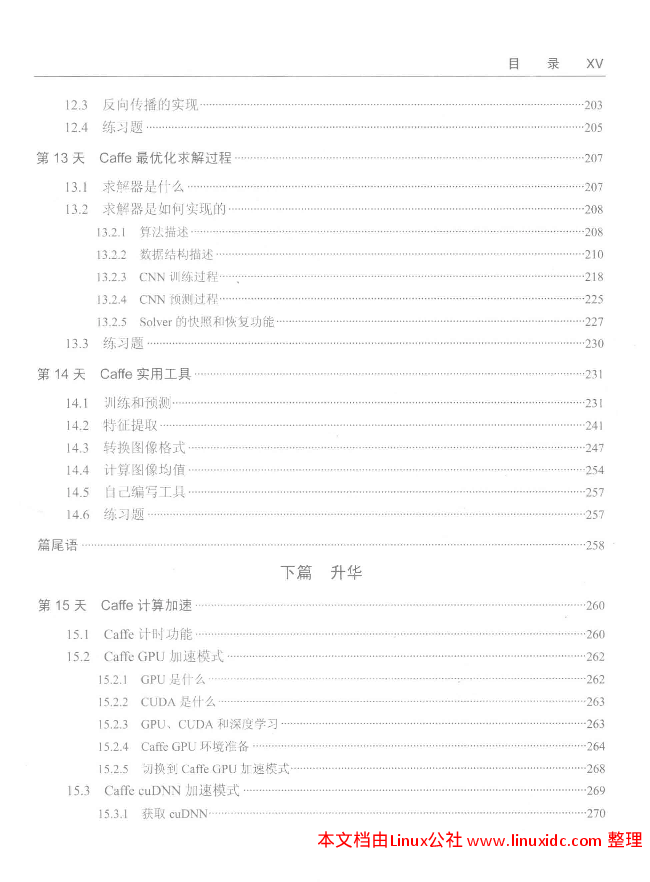 目 录 XV
12.3 反向传播的实现 203
12.4 练习题 205
第 13 天 Caffe 最优化求解过程 207
13.1 求解器是什么 207
13.2 求解器是如何实现的 208
13.2.1 算法描述 208
13.2.2 数据结构描述 210
13.2.3 CNN 训练过程 218
13.2.4 CNN 预测过程 225
13.2.5 Solver 的快照和恢复功能 227
13.3 练习题 230
第 14 天 Caffe 实用工具 231
14.1 训练和预测 231
14.2 特征提取 241
14.3 转换图像格式 247
14.4 计算图像均值 254
14.5 自己编写工具 257
14.6 练习题 257
篇尾语 258
下篇 升华
第 15 天 Caffe 计算加速 260
15.1 Caffe 计时功能 260
15.2 Caffe GPU 加速模式 262
15.2.1 GPU 是什么 262
15.2.2 CUDA 是什么 263
15.2.3 GPU、CUDA 和深度学习 263
15.2.4 Caffe GPU 环境准备 264
15.2.5 切换到 Caffe GPU 加速模式 268
15.3 Caffe cuDNN 加速模式 269
15.3.1 获取 cuDNN 270
本文档由Linux公社 www.linuxidc.com 整理